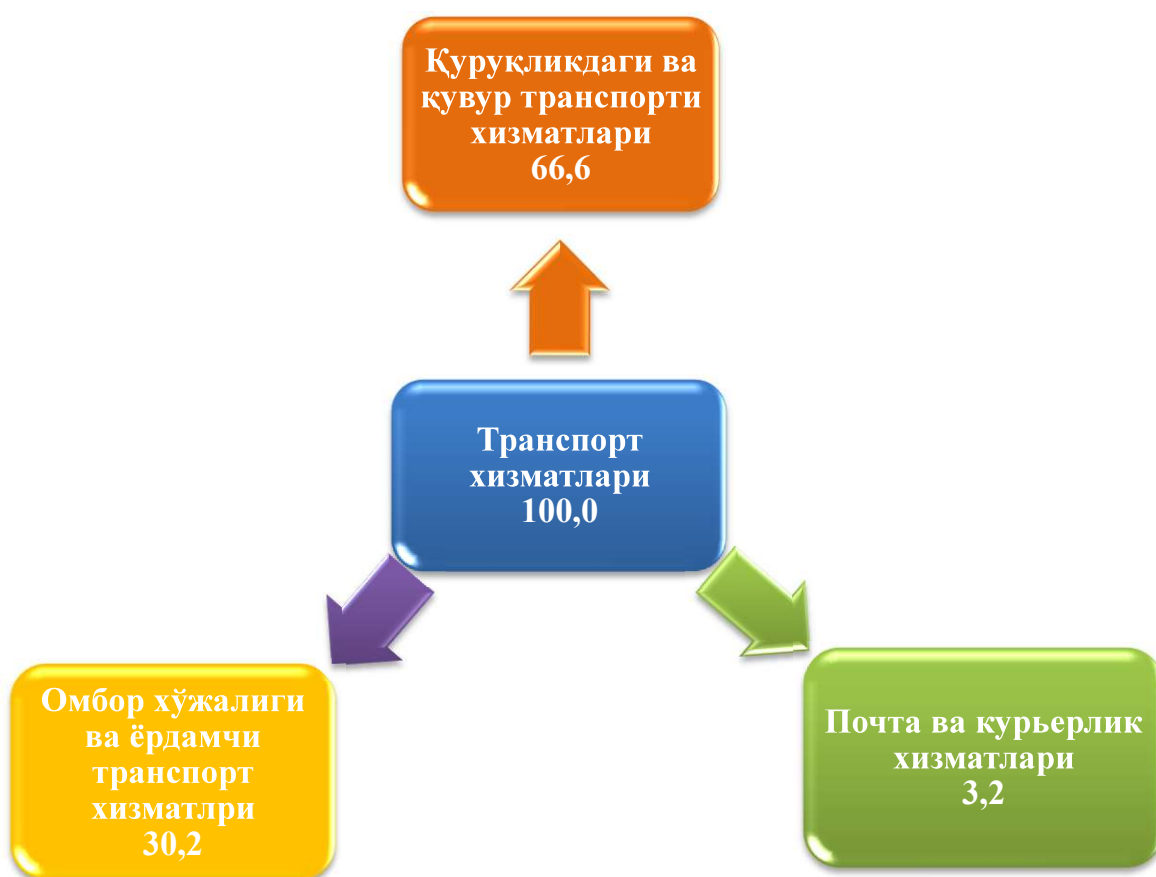 Қуруқликдаги ва
қувур транспорти
хизматлари
66,6
Транспорт
хизматлари
100,0
Омбор хўжалиги
ва ёрдамчи
транспорт
хизматлри
30,2
Почта ва курьерлик
хизматлари
3,2